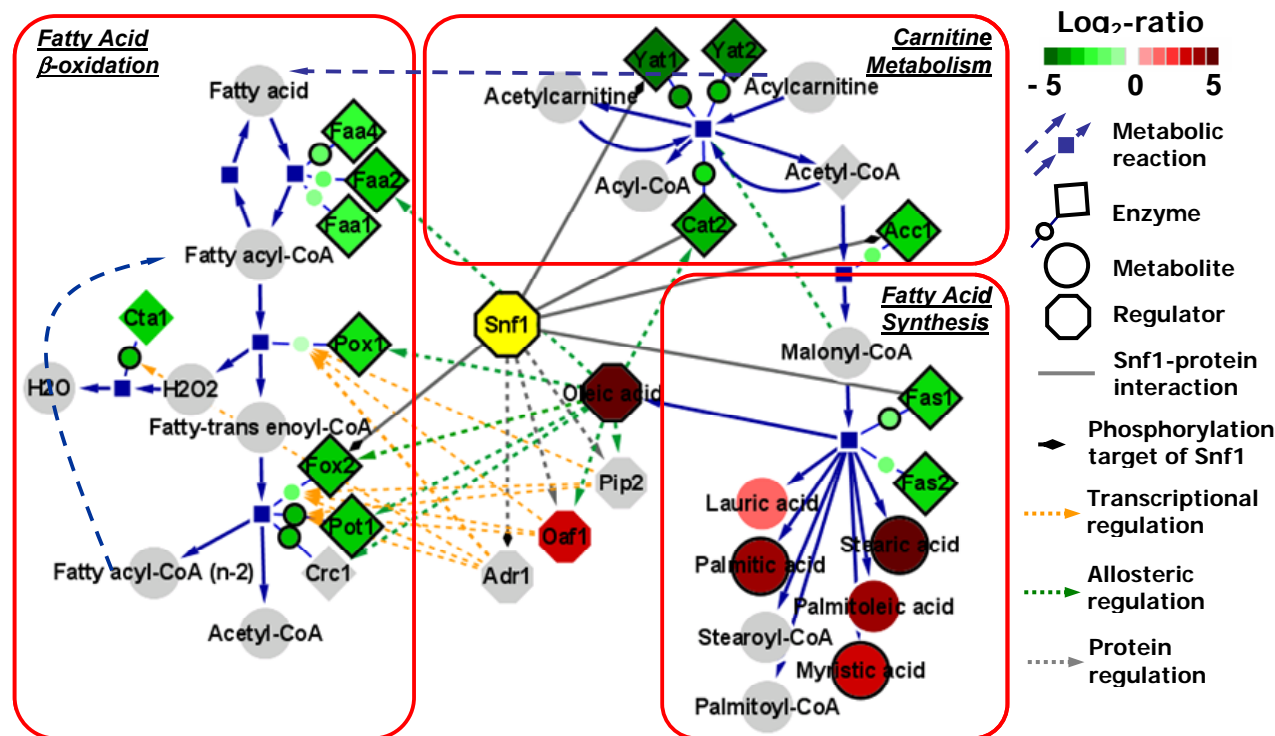 Fatty Acid
β-oxidation
Fatty acid
Faa4
Faa2
Faa1
Fatty acyl-CoA
Cta1
Pox1
H2O
H2O2
Fatty-trans enoyl-CoA
Fox2
Pot1
Crc1
Fatty acyl-CoA (n-2)
Acetyl-CoA
Carnitine
Metabolism
Yat1
Yat2
Acetylcarnitine
Acylcarnitine
Acyl-CoA
Acetyl-CoA
Cat2
Acc1
Snf1
Oleic acid
Pip2
Oaf1
Adr1
Fatty Acid
Synthesis
Malonyl-CoA
Fas1
Fas2
Lauric acid
Stearic acid
Palmitic acid
Palmitoleic acid
Stearoyl-CoA
Myristic acid
Palmitoyl-CoA
Log2-ratio
- 5 0 5
Metabolic
reaction
Enzyme
Metabolite
Regulator
Snf1-protein
interaction
Phosphorylation
target of Snf1
Transcriptional
regulation
Allosteric
regulation
Protein
regulation